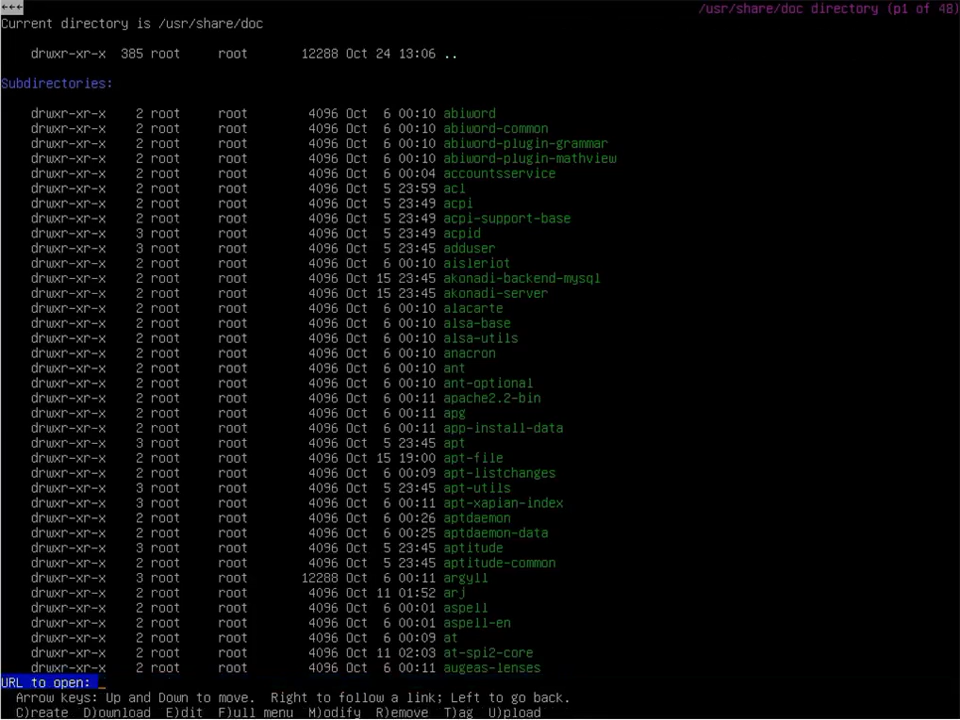 ←←←
/usr/share/doc directory (p1 of 48)
Current directory is /usr/share/doc
drwxr-xr-x 385 root root 12288 Oct 24 13:06 ..
Subdirectories:
drwxr-xr-x 2 root root 4096 Oct 6 00:10 abiword
drwxr-xr-x 2 root root 4096 Oct 6 00:10 abiword-common
drwxr-xr-x 2 root root 4096 Oct 6 00:10 abiword-plugin-grammar
drwxr-xr-x 2 root root 4096 Oct 6 00:10 abiword-plugin-mathview
drwxr-xr-x 2 root root 4096 Oct 6 00:04 accountsservice
drwxr-xr-x 2 root root 4096 Oct 5 23:59 acl
drwxr-xr-x 2 root root 4096 Oct 5 23:49 acpi
drwxr-xr-x 2 root root 4096 Oct 5 23:49 acpi-support-base
drwxr-xr-x 3 root root 4096 Oct 5 23:49 acpid
drwxr-xr-x 3 root root 4096 Oct 5 23:45 adduser
drwxr-xr-x 2 root root 4096 Oct 6 00:10 aisleriot
drwxr-xr-x 2 root root 4096 Oct 15 23:45 akonadi-backend-mysql
drwxr-xr-x 2 root root 4096 Oct 15 23:45 akonadi-server
drwxr-xr-x 2 root root 4096 Oct 6 00:10 alacarte
drwxr-xr-x 2 root root 4096 Oct 6 00:10 alsa-base
drwxr-xr-x 2 root root 4096 Oct 6 00:10 alsa-utils
drwxr-xr-x 2 root root 4096 Oct 6 00:10 anacron
drwxr-xr-x 2 root root 4096 Oct 6 00:10 ant
drwxr-xr-x 2 root root 4096 Oct 6 00:10 ant-optional
drwxr-xr-x 2 root root 4096 Oct 6 00:11 apache2.2-bin
drwxr-xr-x 2 root root 4096 Oct 6 00:11 apg
drwxr-xr-x 2 root root 4096 Oct 6 00:11 app-install-data
drwxr-xr-x 3 root root 4096 Oct 5 23:45 apt
drwxr-xr-x 2 root root 4096 Oct 15 19:00 apt-file
drwxr-xr-x 2 root root 4096 Oct 6 00:09 apt-listchanges
drwxr-xr-x 3 root root 4096 Oct 5 23:45 apt-utils
drwxr-xr-x 3 root root 4096 Oct 6 00:11 apt-xapian-index
drwxr-xr-x 2 root root 4096 Oct 6 00:26 aptdaemon
drwxr-xr-x 2 root root 4096 Oct 6 00:25 aptdaemon-data
drwxr-xr-x 3 root root 4096 Oct 5 23:45 aptitude
drwxr-xr-x 2 root root 4096 Oct 5 23:45 aptitude-common
drwxr-xr-x 3 root root 12288 Oct 6 00:11 argyll
drwxr-xr-x 2 root root 4096 Oct 11 01:52 arj
drwxr-xr-x 2 root root 4096 Oct 6 00:01 aspell
drwxr-xr-x 2 root root 4096 Oct 6 00:01 aspell-en
drwxr-xr-x 2 root root 4096 Oct 6 00:09 at
drwxr-xr-x 2 root root 4096 Oct 11 02:03 at-spi2-core
drwxr-xr-x 2 root root 4096 Oct 6 00:11 augeas-lenses
URL to open: _
Arrow keys: Up and Down to move. Right to follow a link; Left to go back.
C)reate D)ownload E)dit F)ull menu M)odify R)emove T)ag U)pload